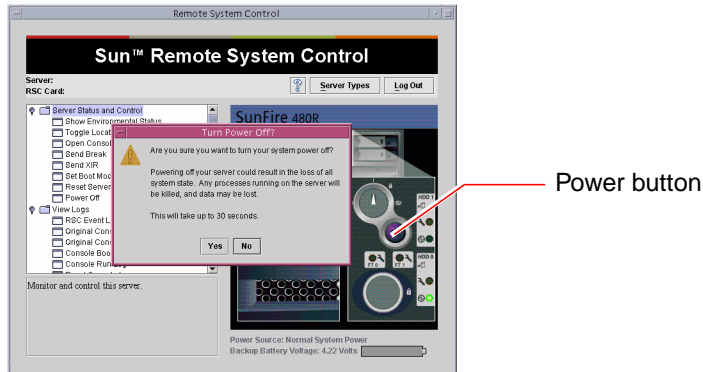 Remote System Control
Sun™ Remote System Control
Server:
RSC Card:
Server Types
Log Out
Server Status and Control
Show Environmental Status
Toggle Locat
Open Consol
Send Break
Send XIR
Set Boot Mod
Reset Server
Power Off
View Logs
RSC Event L
Original Cons
Original Cons
Console Boo
Console Run
Monitor and control this server.
SunFire 480R
HDD 1
HDD 0
FT 0
FT 1
Turn Power Off?
Are you sure you want to turn your system power off?
Powering off your server could result in the loss of all
system state. Any processes running on the server will
be killed, and data may be lost.
This will take up to 30 seconds.
Yes
No
Power Source: Normal System Power
Backup Battery Voltage: 4.22 Volts
Power button